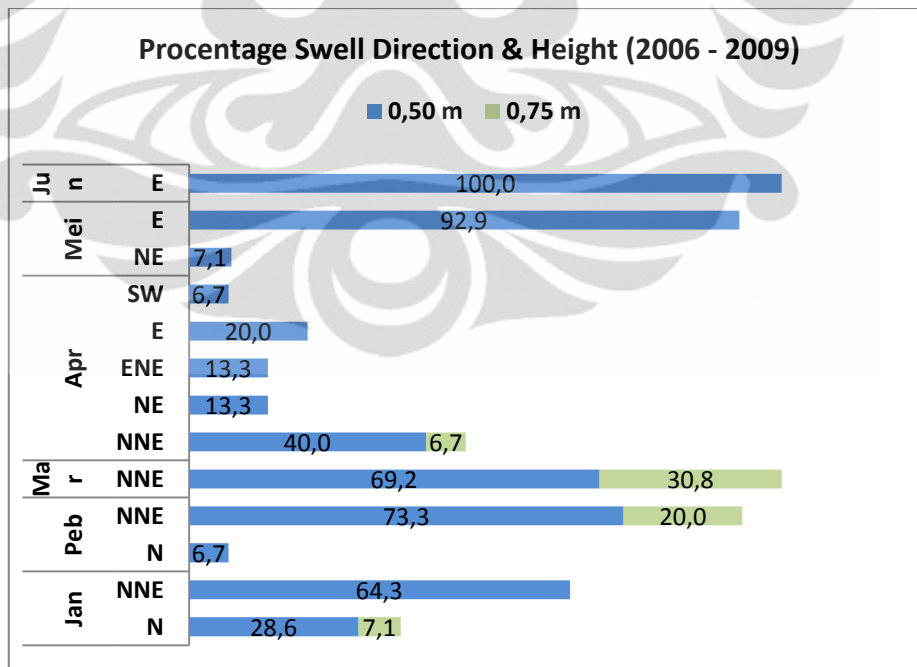 Procentage Swell Direction & Height (2006 - 2009)
0,50 m 0,75 m
Jun E 100,0
Mei E 92,9
NE 7,1
Apr SW 6,7
E 20,0
ENE 13,3
NE 13,3
NNE 40,0 6,7
Mar NNE 69,2 30,8
Peb NNE 73,3 20,0
N 6,7
Jan NNE 64,3
N 28,6 7,1